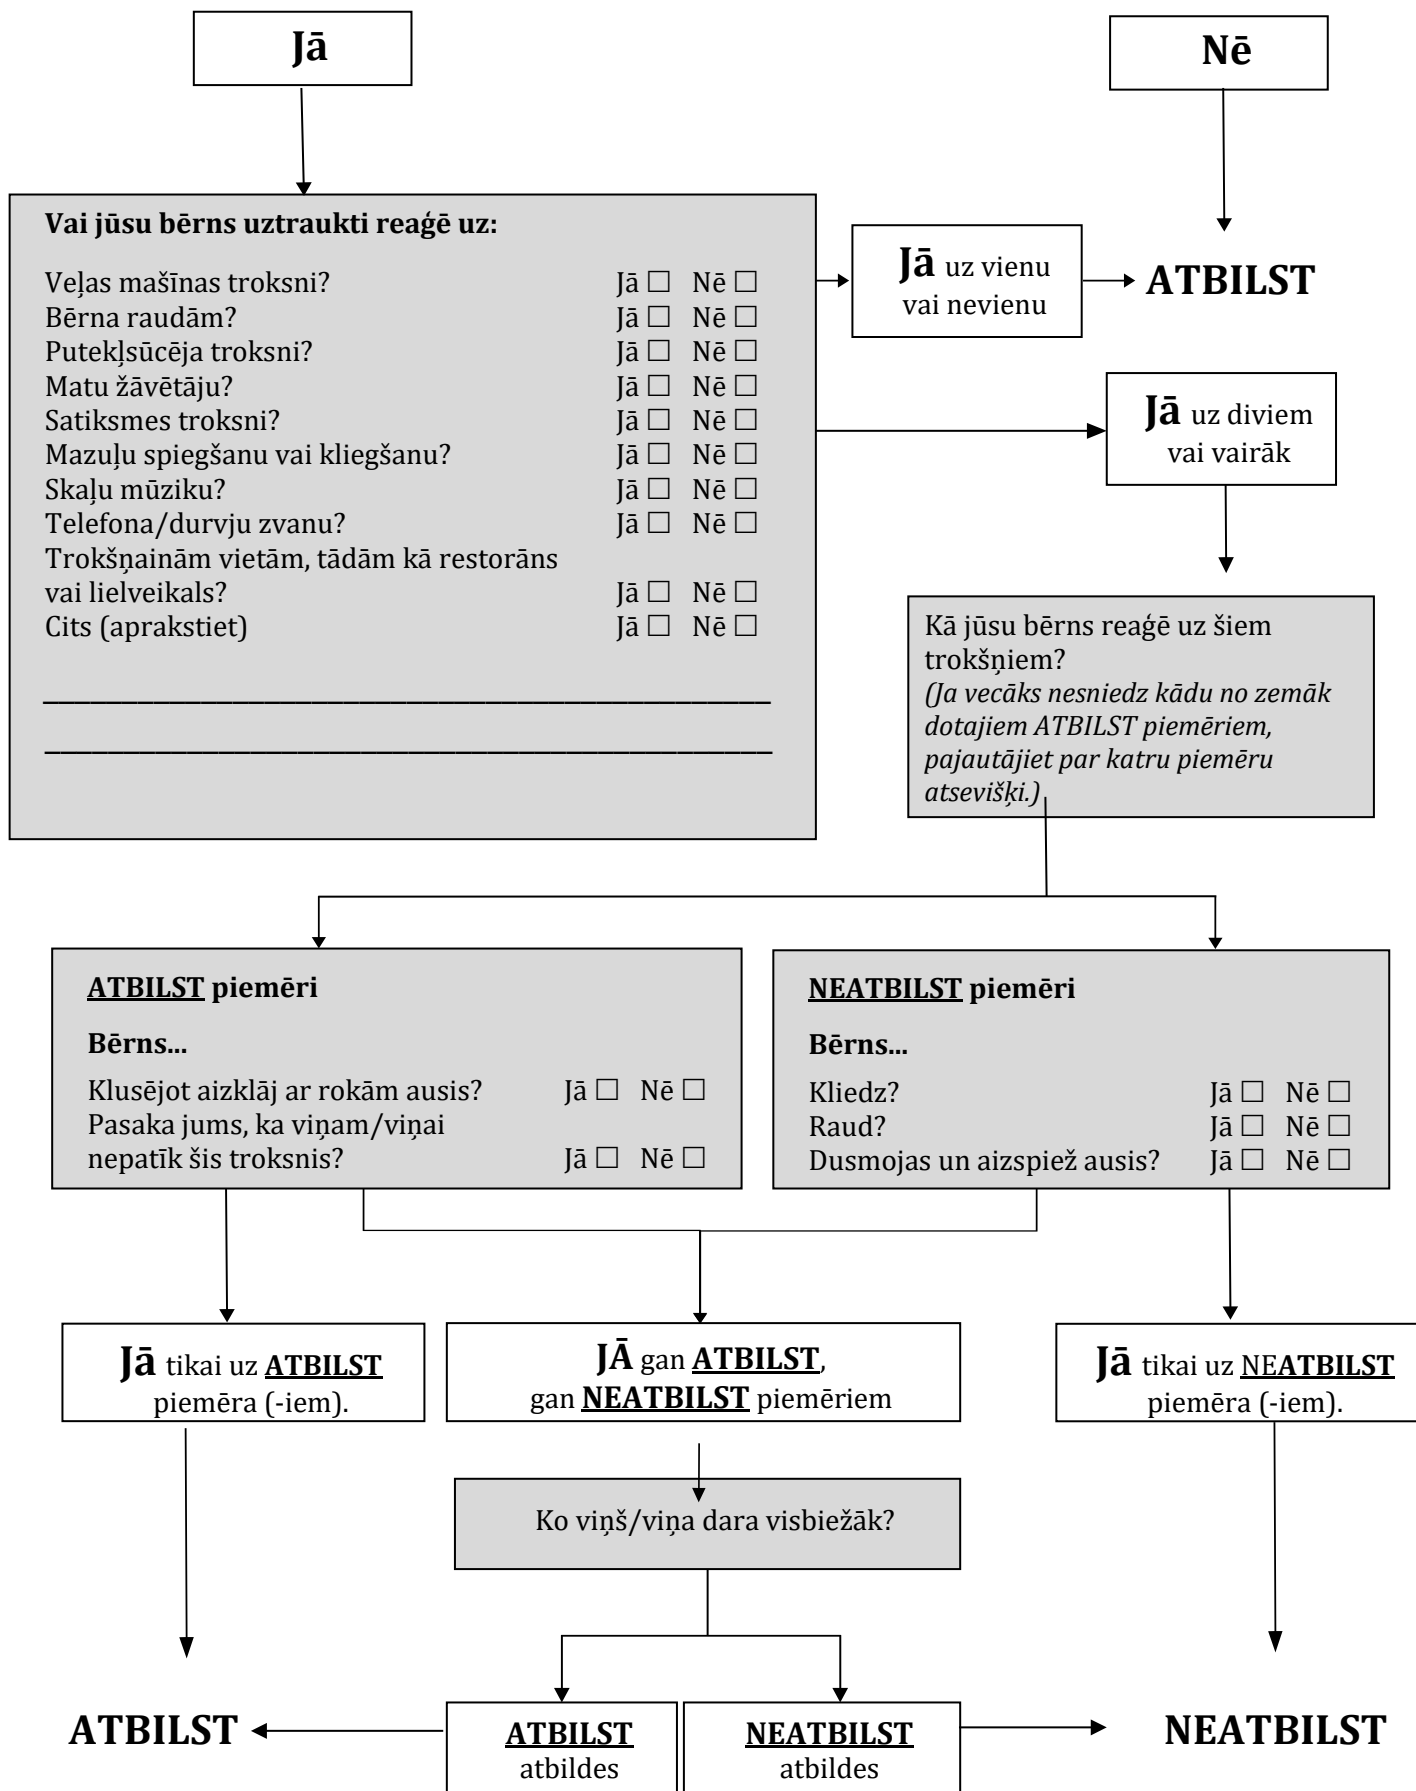 Jā
Nē
Vai jūsu bērns uztraukti reaģē uz:
Veļas mašīnas troksni? Jā ☐ Nē ☐
Bērna raudām? Jā ☐ Nē ☐
Putekļsūcēja troksni? Jā ☐ Nē ☐
Matu žāvētāju? Jā ☐ Nē ☐
Satiksmes troksni? Jā ☐ Nē ☐
Mazuļu spiegšanu vai kliegšanu? Jā ☐ Nē ☐
Skaļu mūziku? Jā ☐ Nē ☐
Telefona/durvju zvanu? Jā ☐ Nē ☐
Trokšņainām vietām, tādām kā restorāns
vai lielveikals? Jā ☐ Nē ☐
Cits (aprakstiet) Jā ☐ Nē ☐
Jā uz vienu
vai nevienu
ATBILST
Jā uz diviem
vai vairāk
Kā jūsu bērns reaģē uz šiem
trokšņiem?
(Ja vecāks nesniedz kādu no zemāk
dotajiem ATBILST piemēriem,
pajautājiet par katru piemēru
atsevišķi.)
ATBILST piemēri
Bērns...
Klusējot aizklāj ar rokām ausis? Jā ☐ Nē ☐
Pasaka jums, ka viņam/viņai
nepatīk šis troksnis? Jā ☐ Nē ☐
NEATBILST piemēri
Bērns...
Kliedz? Jā ☐ Nē ☐
Raud? Jā ☐ Nē ☐
Dusmojas un aizspiež ausis? Jā ☐ Nē ☐
Jā tikai uz ATBILST
piemēra (-iem).
JĀ gan ATBILST,
gan NEATBILST piemēriem
Jā tikai uz NEATBILST
piemēra (-iem).
Ko viņš/viņa dara visbiežāk?
ATBILST
ATBILST
atbildes
NEATBILST
atbildes
NEATBILST